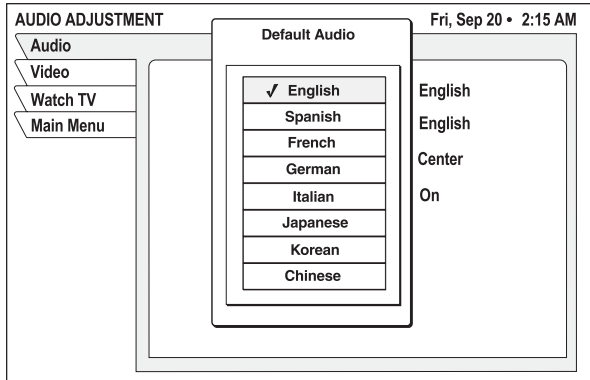 AUDIO ADJUSTMENT
Fri, Sep 20 • 2:15 AM
Audio
Video
Watch TV
Main Menu
Default Audio
✓ English
Spanish
French
German
Italian
Japanese
Korean
Chinese
English
English
Center
On